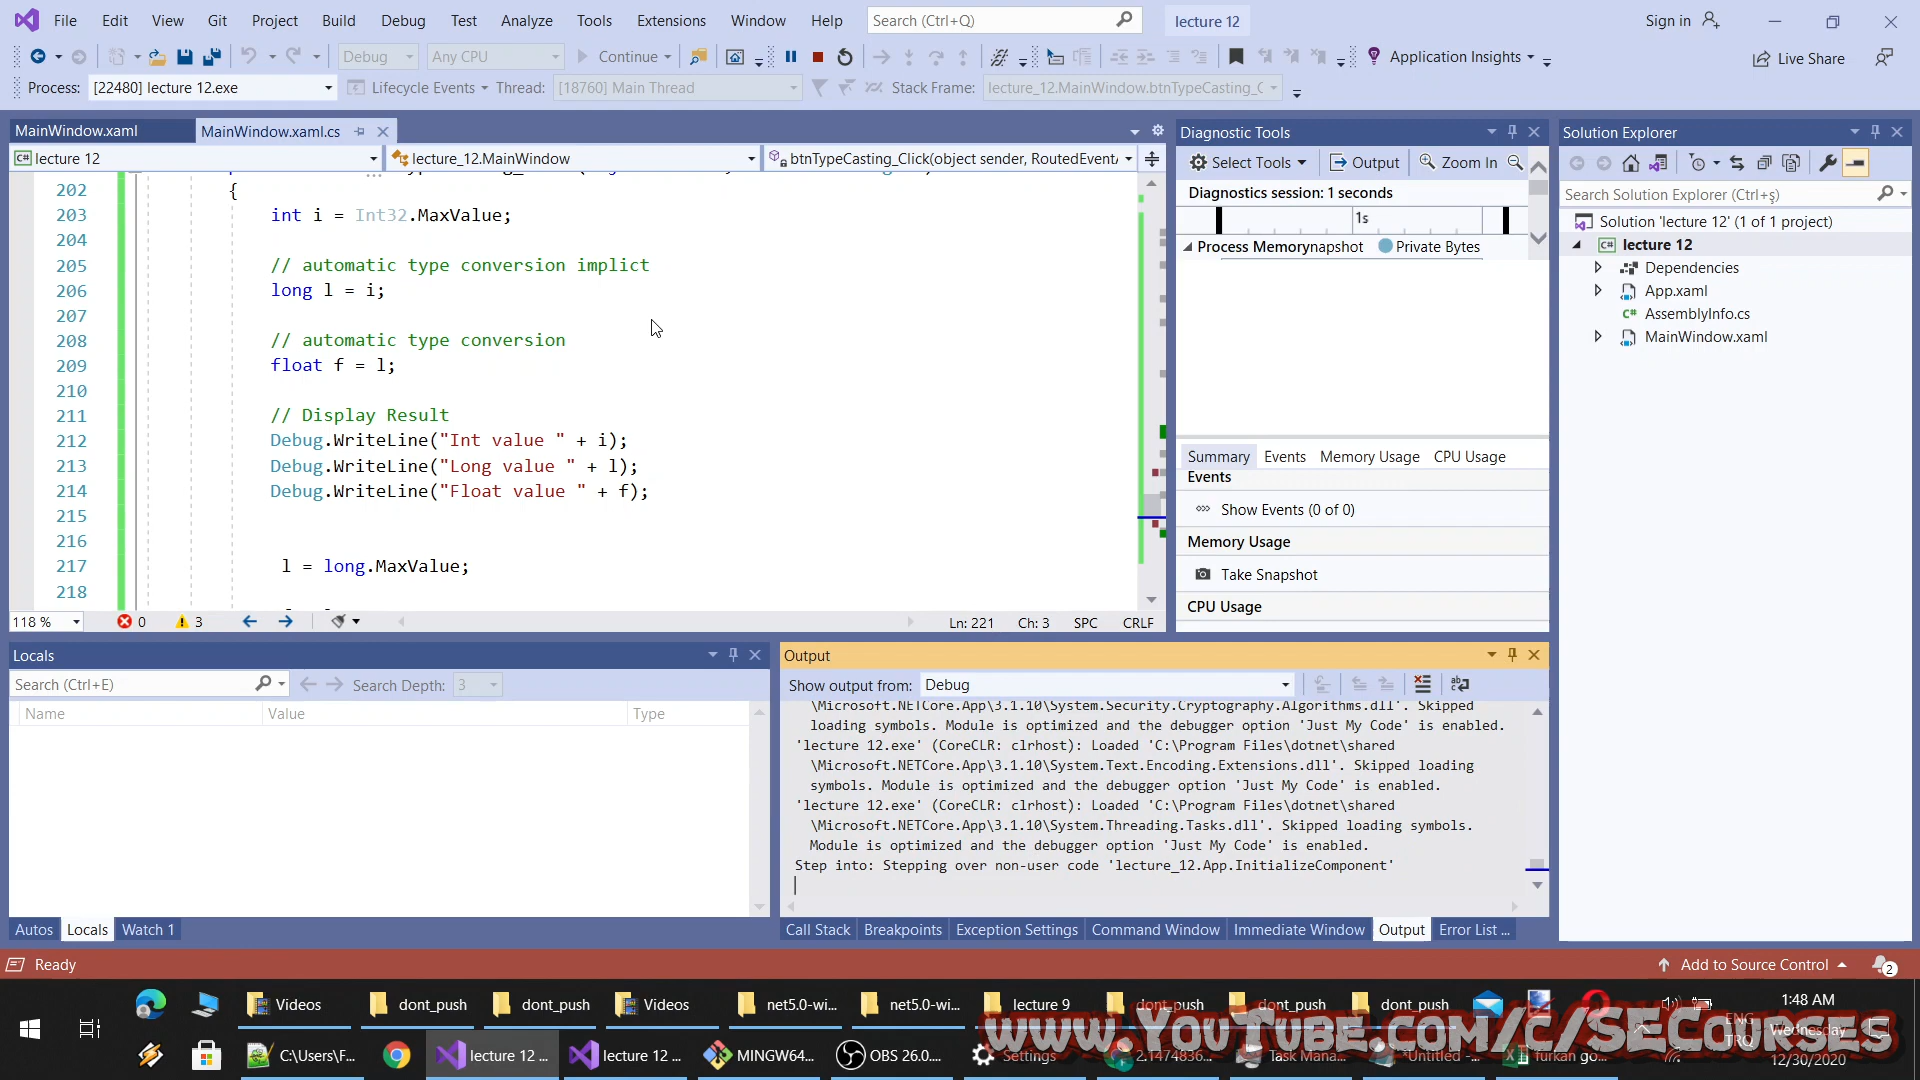 File Edit View Git Project Build Debug Test Analyze Tools Extensions Window Help Search (Ctrl+Q) lecture 12 Sign in
Debug Any CPU Continue Application Insights Live Share
Process: [22480] lecture 12.exe Lifecycle Events Thread: [18760] Main Thread Stack Frame: lecture_12.MainWindow.btnTypeCasting_C
MainWindow.xaml MainWindow.xaml.cs
lecture 12 lecture_12.MainWindow btnTypeCasting_Click(object sender, RoutedEventA
202 {
203 int i = Int32.MaxValue;
204
205 // automatic type conversion implict
206 long l = i;
207
208 // automatic type conversion
209 float f = l;
210
211 // Display Result
212 Debug.WriteLine("Int value " + i);
213 Debug.WriteLine("Long value " + l);
214 Debug.WriteLine("Float value " + f);
215
216
217 l = long.MaxValue;
218
118 % 0 3 Ln: 221 Ch: 3 SPC CRLF
Diagnostic Tools
Select Tools Output Zoom In
Diagnostics session: 1 seconds
1s
Process Memory napshot Private Bytes
Summary Events Memory Usage CPU Usage
Events
Show Events (0 of 0)
Memory Usage
Take Snapshot
CPU Usage
Solution Explorer
Search Solution Explorer (Ctrl+ş)
Solution 'lecture 12' (1 of 1 project)
lecture 12
Dependencies
App.xaml
AssemblyInfo.cs
MainWindow.xaml
Locals
Search (Ctrl+E) Search Depth: 3
Name Value Type
Autos Locals Watch 1
Output
Show output from: Debug
\Microsoft.NETCore.App\3.1.10\System.Security.Cryptography.Algorithms.dll'. Skipped
loading symbols. Module is optimized and the debugger option 'Just My Code' is enabled.
'lecture 12.exe' (CoreCLR: clrhost): Loaded 'C:\Program Files\dotnet\shared
\Microsoft.NETCore.App\3.1.10\System.Text.Encoding.Extensions.dll'. Skipped loading
symbols. Module is optimized and the debugger option 'Just My Code' is enabled.
'lecture 12.exe' (CoreCLR: clrhost): Loaded 'C:\Program Files\dotnet\shared
\Microsoft.NETCore.App\3.1.10\System.Threading.Tasks.dll'. Skipped loading symbols.
Module is optimized and the debugger option 'Just My Code' is enabled.
Step into: Stepping over non-user code 'lecture_12.App.InitializeComponent'
Call Stack Breakpoints Exception Settings Command Window Immediate Window Output Error List ...
Ready Add to Source Control 2
Videos dont_push dont_push Videos net5.0-wi... net5.0-wi... lecture 9 dont_push dont_push dont_push 1:48 AM
www.YouTube.com/c/SECourses
ENG Wednesday
C:\Users\F... lecture 12 ... lecture 12 ... MINGW64... OBS 26.0.... Settings 2.1474836... Task Mana... *Untitled -... furkan go... TRQ 12/30/2020